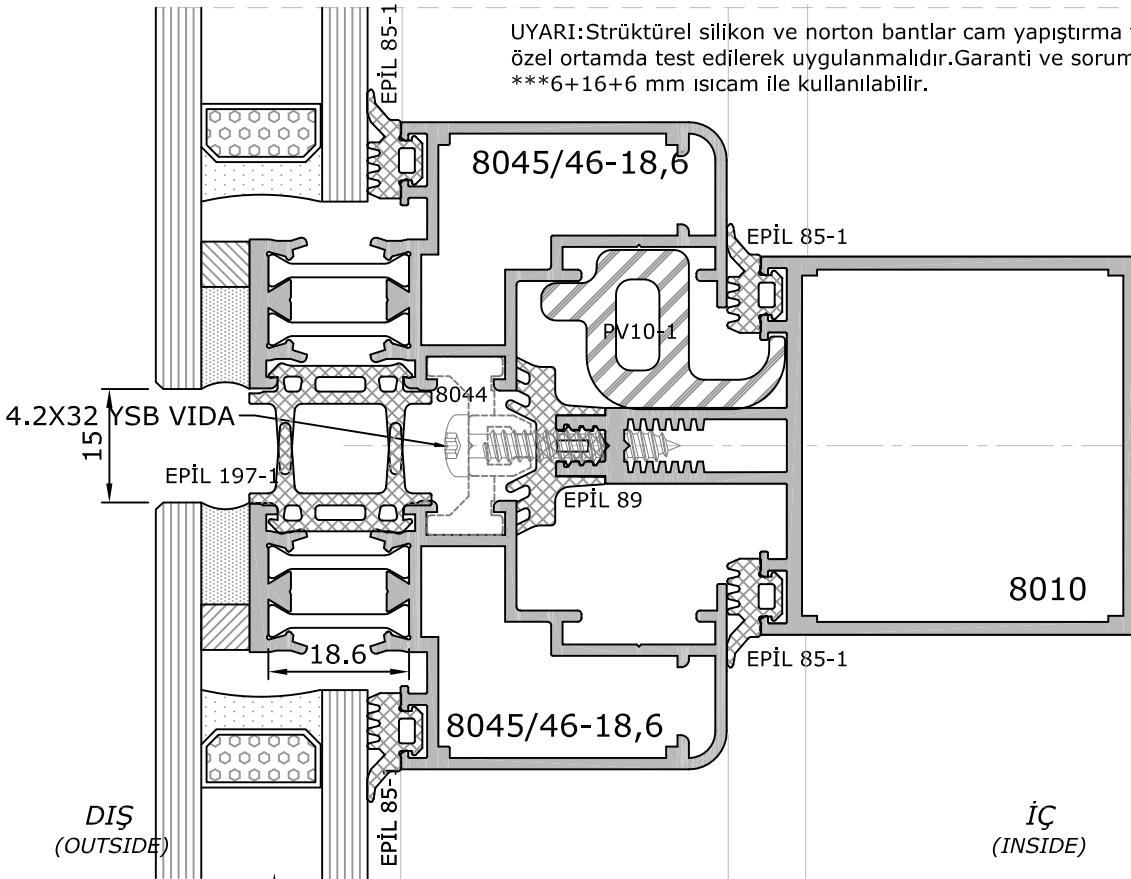 UYARI:Strüktürel silikon ve norton bantlar cam yapıştırma
özel ortamda test edilerek uygulanmalıdır.Garanti ve sorum
***6+16+6 mm ısıcam ile kullanılabilir.
EPİL 85-1
8045/46-18,6
EPİL 85-1
PV10-1
8044
4.2X32 YSB VIDA
15
EPİL 197-1
EPİL 89
8010
18.6
EPİL 85-1
8045/46-18,6
EPİL 85-1
DIŞ
(OUTSIDE)
İÇ
(INSIDE)